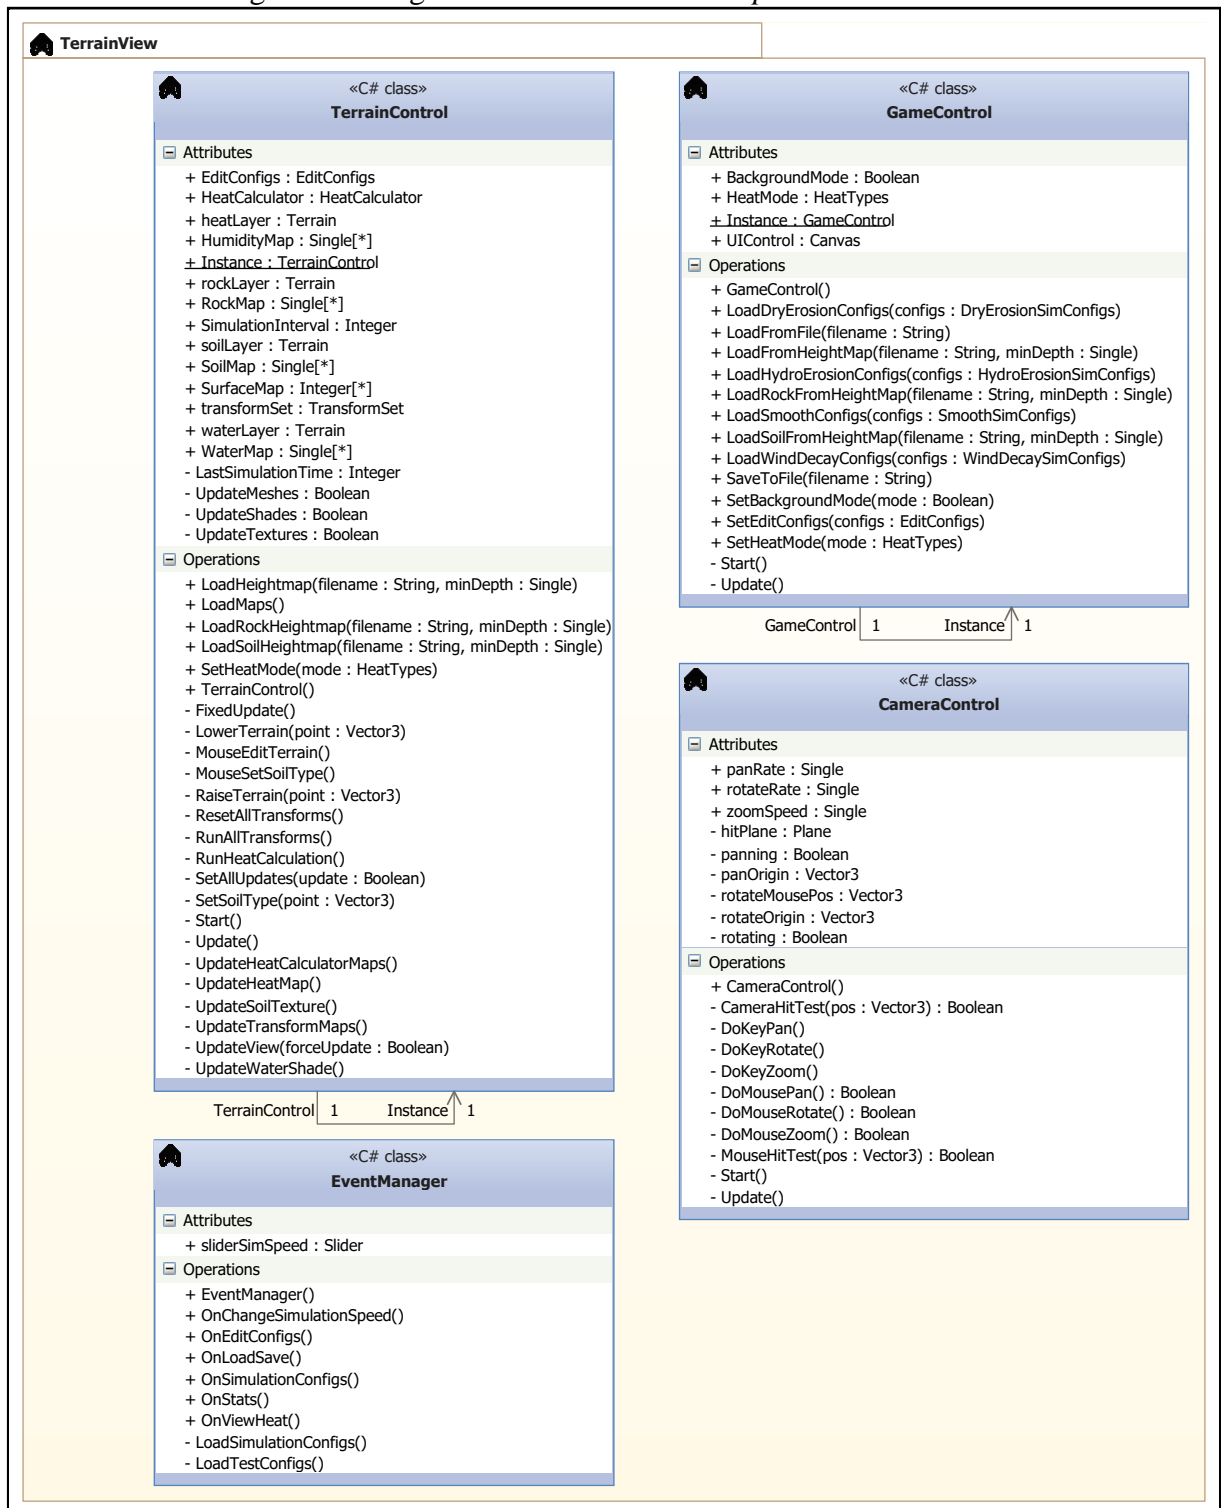 TerrainView
«C# class»
TerrainControl
Attributes
+ EditConfigs : EditConfigs
+ HeatCalculator : HeatCalculator
+ heatLayer : Terrain
+ HumidityMap : Single[*]
+ Instance : TerrainControl
+ rockLayer : Terrain
+ RockMap : Single[*]
+ SimulationInterval : Integer
+ soilLayer : Terrain
+ SoilMap : Single[*]
+ SurfaceMap : Integer[*]
+ transformSet : TransformSet
+ waterLayer : Terrain
+ WaterMap : Single[*]
- LastSimulationTime : Integer
- UpdateMeshes : Boolean
- UpdateShades : Boolean
- UpdateTextures : Boolean
Operations
+ LoadHeightmap(filename : String, minDepth : Single)
+ LoadMaps()
+ LoadRockHeightmap(filename : String, minDepth : Single)
+ LoadSoilHeightmap(filename : String, minDepth : Single)
+ SetHeatMode(mode : HeatTypes)
+ TerrainControl()
- FixedUpdate()
- LowerTerrain(point : Vector3)
- MouseEditTerrain()
- MouseSetSoilType()
- RaiseTerrain(point : Vector3)
- ResetAllTransforms()
- RunAllTransforms()
- RunHeatCalculation()
- SetAllUpdates(update : Boolean)
- SetSoilType(point : Vector3)
- Start()
- Update()
- UpdateHeatCalculatorMaps()
- UpdateHeatMap()
- UpdateSoilTexture()
- UpdateTransformMaps()
- UpdateView(forceUpdate : Boolean)
- UpdateWaterShade()
TerrainControl 1 Instance 1
«C# class»
EventManager
Attributes
+ sliderSimSpeed : Slider
Operations
+ EventManager()
+ OnChangeSimulationSpeed()
+ OnEditConfigs()
+ OnLoadSave()
+ OnSimulationConfigs()
+ OnStats()
+ OnViewHeat()
- LoadSimulationConfigs()
- LoadTestConfigs()
«C# class»
GameControl
Attributes
+ BackgroundMode : Boolean
+ HeatMode : HeatTypes
+ Instance : GameControl
+ UIControl : Canvas
Operations
+ GameControl()
+ LoadDryErosionConfigs(configs : DryErosionSimConfigs)
+ LoadFromFile(filename : String)
+ LoadFromHeightMap(filename : String, minDepth : Single)
+ LoadHydroErosionConfigs(configs : HydroErosionSimConfigs)
+ LoadRockFromHeightMap(filename : String, minDepth : Single)
+ LoadSmoothConfigs(configs : SmoothSimConfigs)
+ LoadSoilFromHeightMap(filename : String, minDepth : Single)
+ LoadWindDecayConfigs(configs : WindDecaySimConfigs)
+ SaveToFile(filename : String)
+ SetBackgroundMode(mode : Boolean)
+ SetEditConfigs(configs : EditConfigs)
+ SetHeatMode(mode : HeatTypes)
- Start()
- Update()
GameControl 1 Instance 1
«C# class»
CameraControl
Attributes
+ panRate : Single
+ rotateRate : Single
+ zoomSpeed : Single
- hitPlane : Plane
- panning : Boolean
- panOrigin : Vector3
- rotateMousePos : Vector3
- rotateOrigin : Vector3
- rotating : Boolean
Operations
+ CameraControl()
- CameraHitTest(pos : Vector3) : Boolean
- DoKeyPan()
- DoKeyRotate()
- DoKeyZoom()
- DoMousePan() : Boolean
- DoMouseRotate() : Boolean
- DoMouseZoom() : Boolean
- MouseHitTest(pos : Vector3) : Boolean
- Start()
- Update()